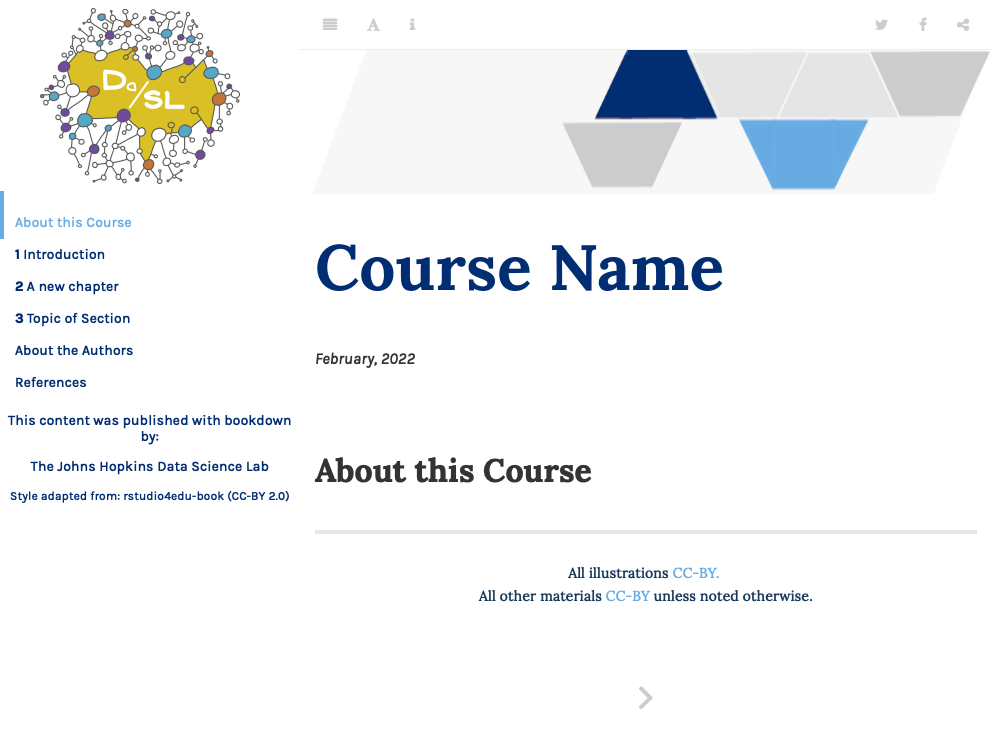 DaSL
About this Course
1 Introduction
2 A new chapter
3 Topic of Section
About the Authors
References
This content was published with bookdown
by:
The Johns Hopkins Data Science Lab
Style adapted from: rstudio4edu-book (CC-BY 2.0)
Course Name
February, 2022
About this Course
All illustrations CC-BY.
All other materials CC-BY unless noted otherwise.